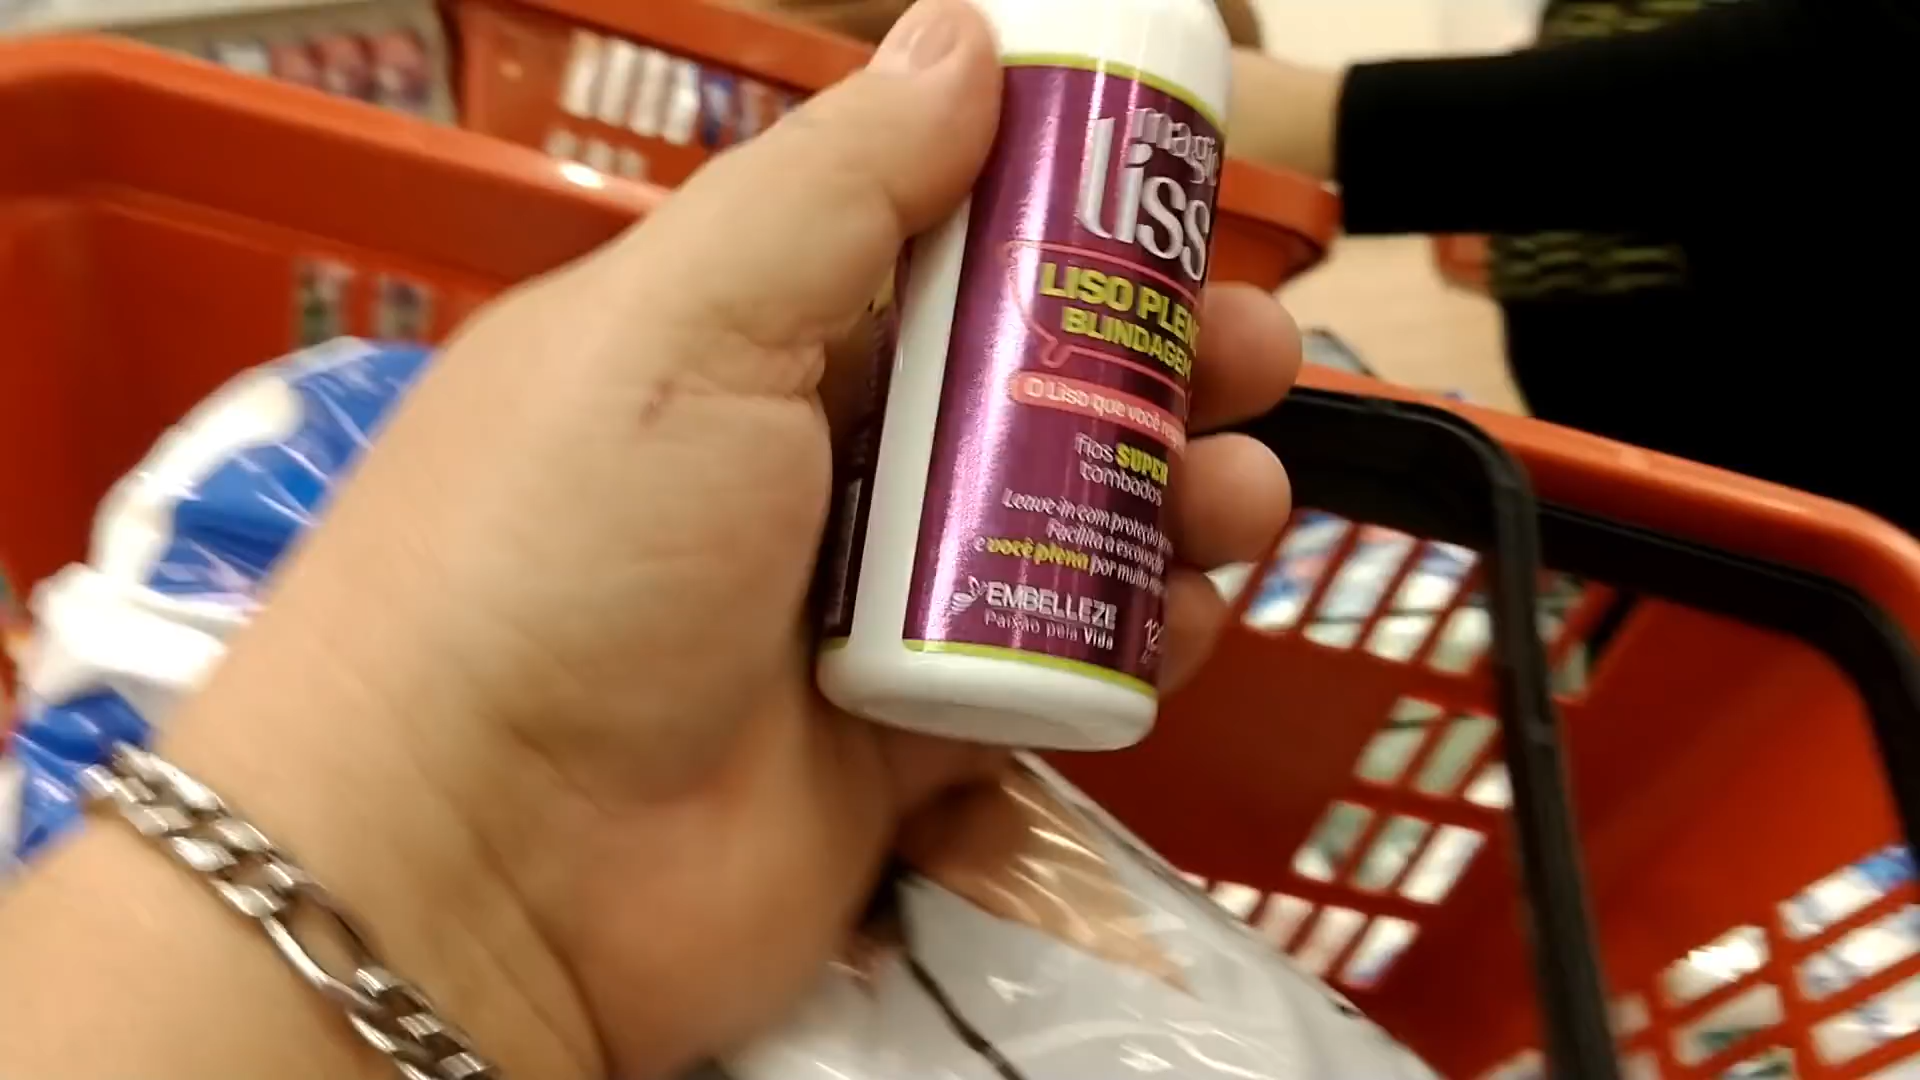 magic
liss
LISO PLEN
BLINDAGEM
O Liso que você
Fios SUPER
tombados
Leave-in com proteção
Facilita a escovação
e você plena por muito
EMBELLEZE
Paixão pela Vida